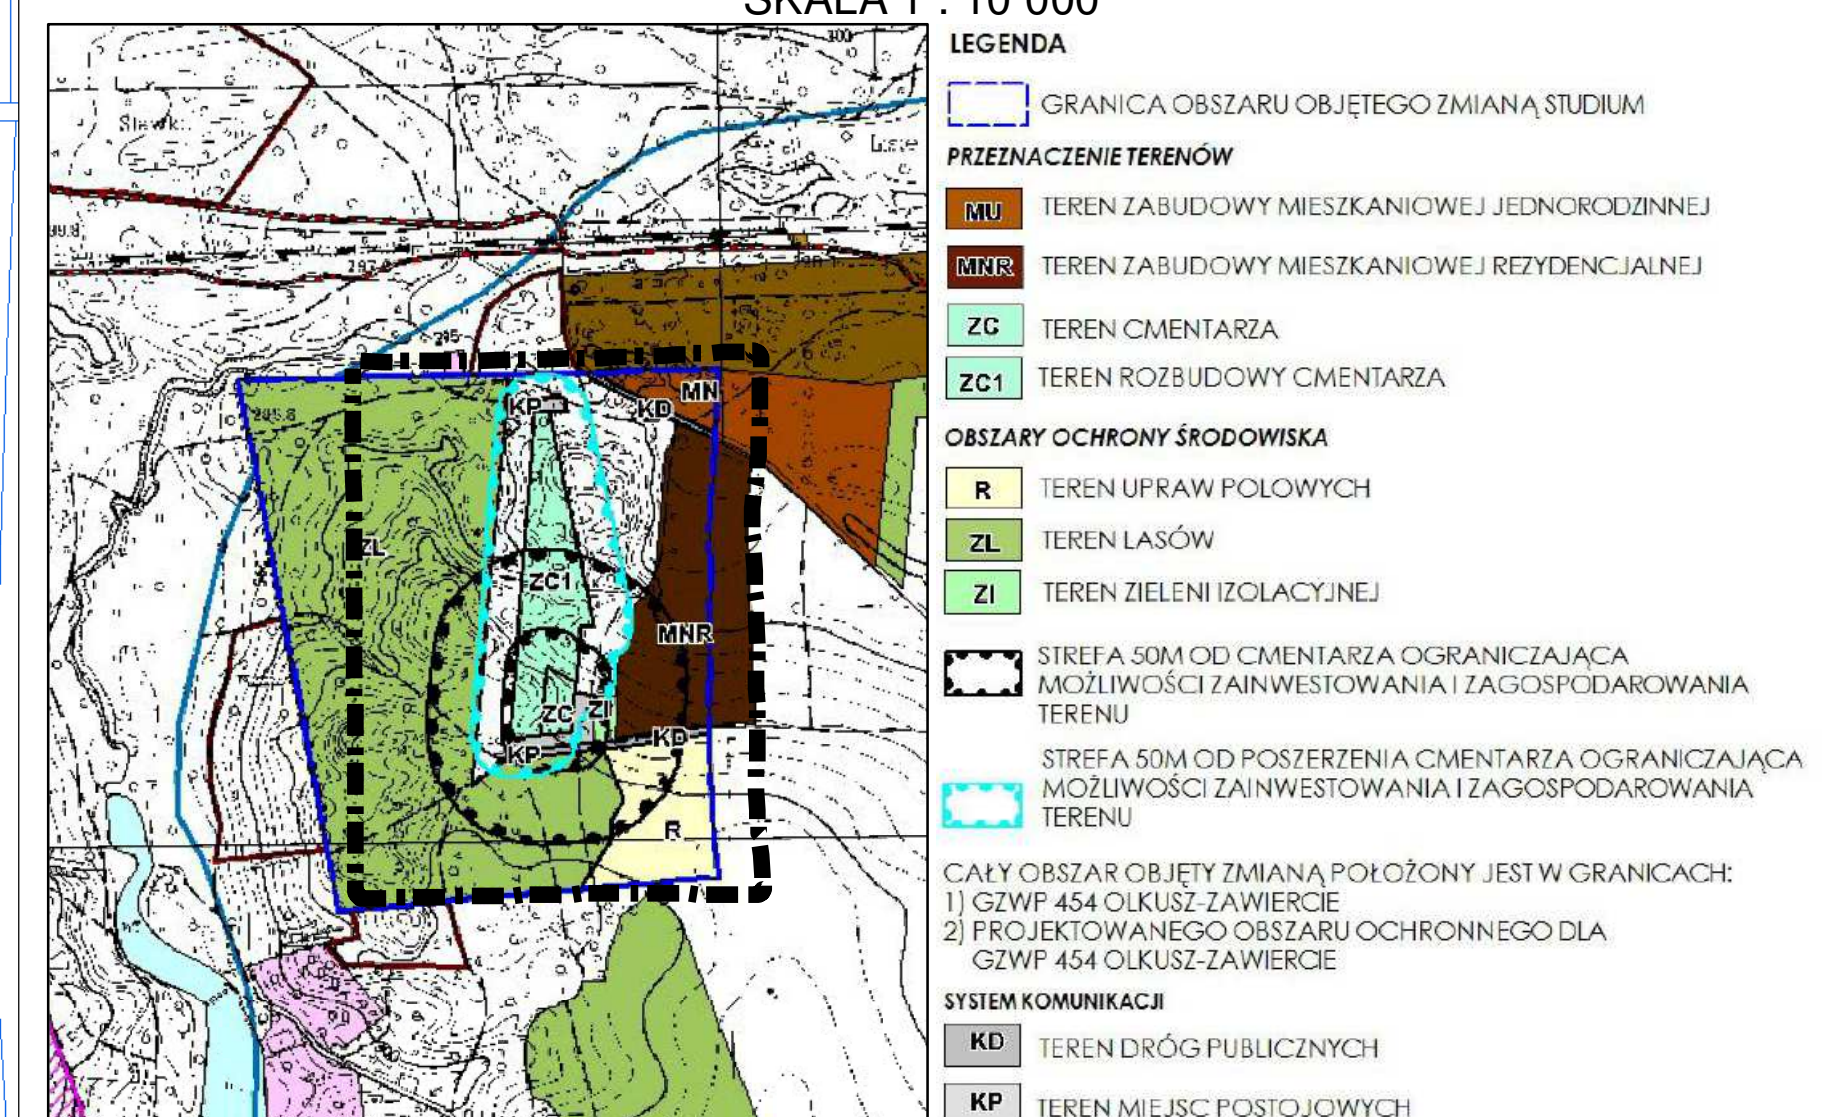 SKALA 1 : 10 000
LEGENDA
GRANICA OBSZARU OBJĘTEGO ZMIANĄ STUDIUM
PRZEZNACZENIE TERENÓW
MU TEREN ZABUDOWY MIESZKANIOWEJ JEDNORODZINNEJ
MNR TEREN ZABUDOWY MIESZKANIOWEJ REZYDENCJALNEJ
ZC TEREN CMENTARZA
ZC1 TEREN ROZBUDOWY CMENTARZA
OBSZARY OCHRONY ŚRODOWISKA
R TEREN UPRAW POLOWYCH
ZL TEREN LASÓW
ZI TEREN ZIELENI IZOLACYJNEJ
STREFA 50M OD CMENTARZA OGRANICZAJĄCA
MOŻLIWOŚCI ZAINWESTOWANIA I ZAGOSPODAROWANIA
TERENU
STREFA 50M OD POSZERZENIA CMENTARZA OGRANICZAJĄCA
MOŻLIWOŚCI ZAINWESTOWANIA I ZAGOSPODAROWANIA
TERENU
CAŁY OBSZAR OBJĘTY ZMIANĄ POŁOŻONY JEST W GRANICACH:
1) GZWP 454 OLKUSZ-ZAWIERCIE
2) PROJEKTOWANEGO OBSZARU OCHRONNEGO DLA
GZWP 454 OLKUSZ-ZAWIERCIE
SYSTEM KOMUNIKACJI
KD TEREN DRÓG PUBLICZNYCH
KP TEREN MIEJSC POSTOJOWYCH
300
KP
KD
MN
ZL
ZC1
MNR
ZC
ZI
KP
KD
R